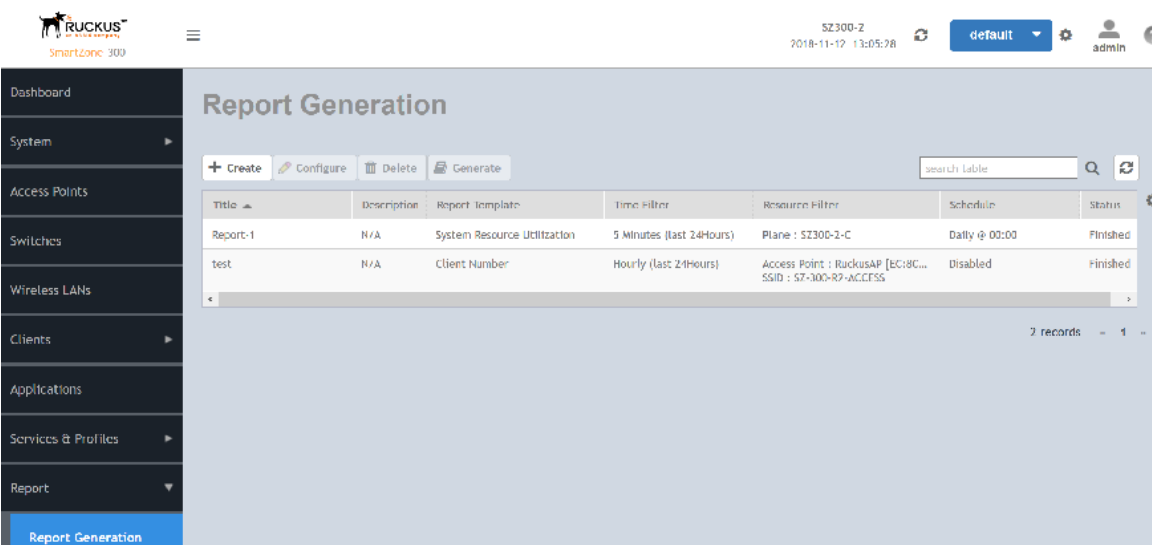 RUCKUS
SmartZone 300
SZ300-2
2018-11-12 13:05:28
default
admin
Dashboard
System
Access Points
Switches
Wireless LANs
Clients
Applications
Services & Profiles
Report
Report Generation
Report Generation
+ Create Configure Delete Generate
search table
Title Description Report Template Time Filter Resource Filter Schedule Status
Report-1 N/A System Resource Utilization 5 Minutes (last 24Hours) Plane : SZ300-2-C Daily @ 00:00 Finished
test N/A Client Number Hourly (last 24Hours) Access Point : RuckusAP [EC:8C... Disabled Finished
SSID : SZ-300-R2-ACCESS
2 records 1